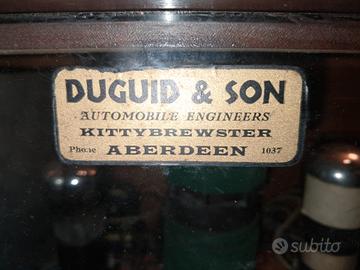 DUGUID & SON
AUTOMOBILE ENGINEERS
KITTYBREWSTER
Phone ABERDEEN 1037
subito